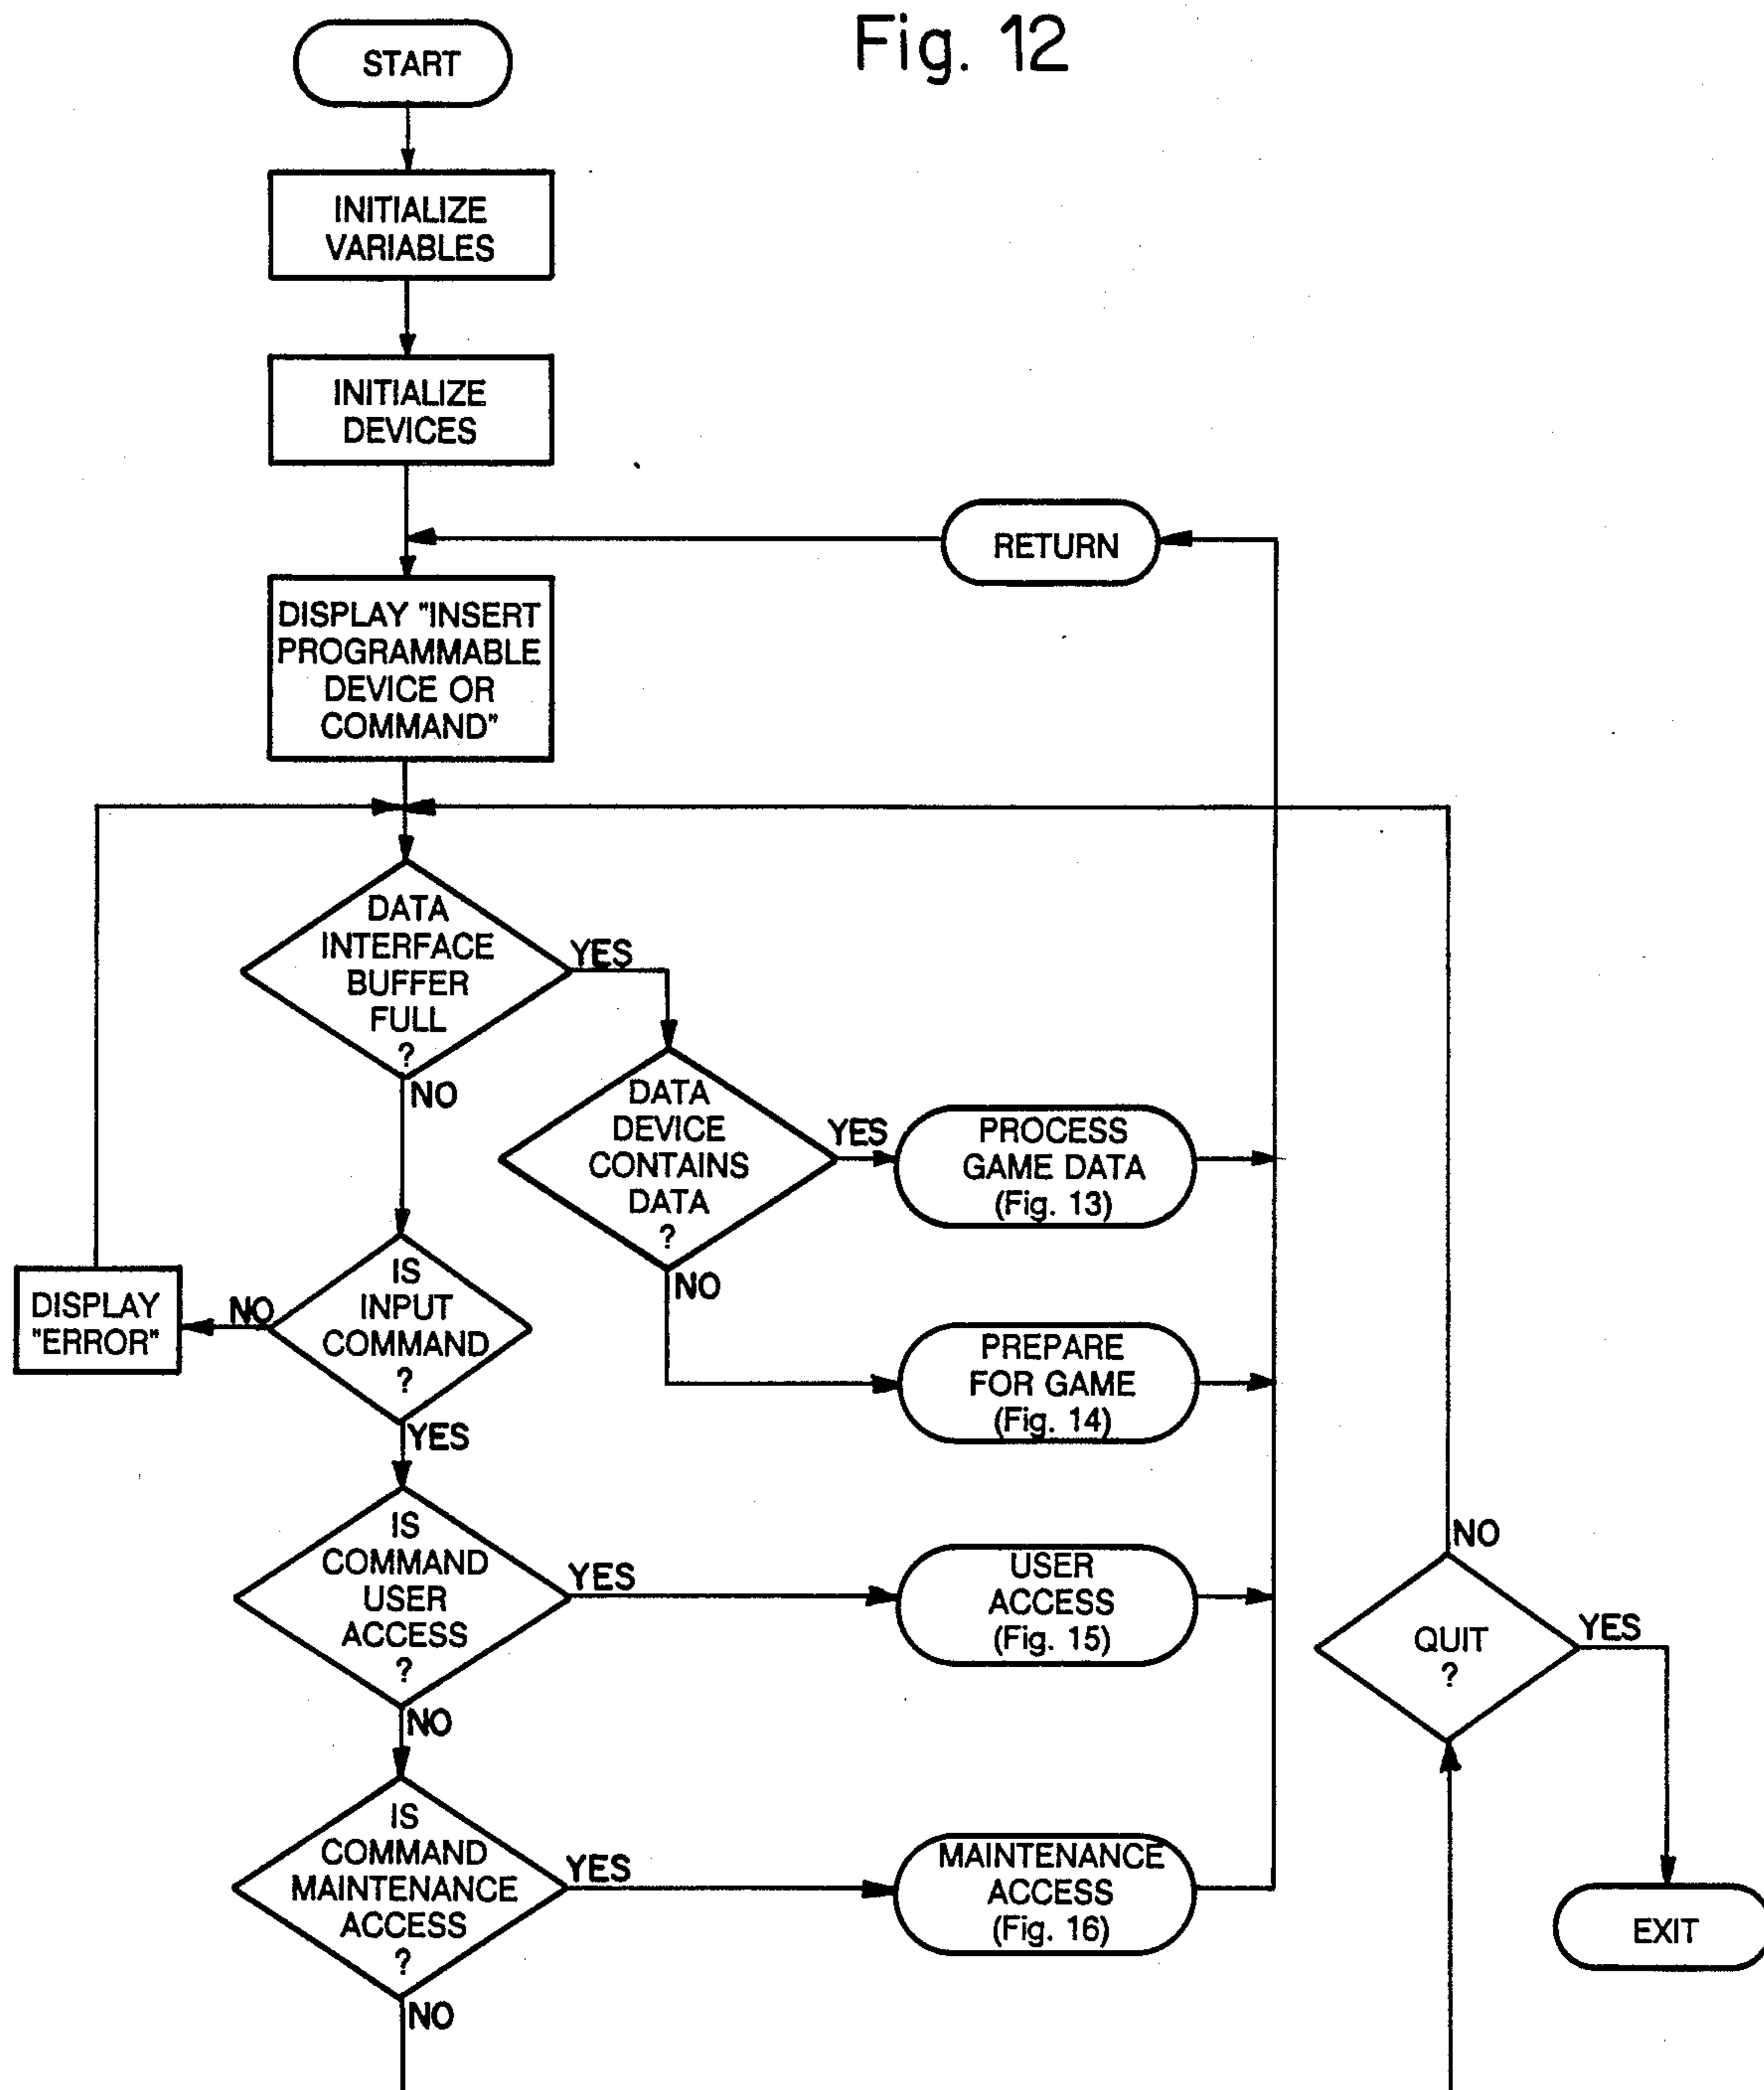 Fig. 12
START
INITIALIZE
VARIABLES
INITIALIZE
DEVICES
RETURN
DISPLAY "INSERT
PROGRAMMABLE
DEVICE OR
COMMAND"
DATA
INTERFACE
BUFFER
FULL
?
YES
NO
DATA
DEVICE
CONTAINS
DATA
?
YES
NO
PROCESS
GAME DATA
(Fig. 13)
PREPARE
FOR GAME
(Fig. 14)
IS
INPUT
COMMAND
?
NO
DISPLAY
"ERROR"
YES
IS
COMMAND
USER
ACCESS
?
YES
USER
ACCESS
(Fig. 15)
NO
IS
COMMAND
MAINTENANCE
ACCESS
?
YES
MAINTENANCE
ACCESS
(Fig. 16)
NO
QUIT
?
NO
YES
EXIT